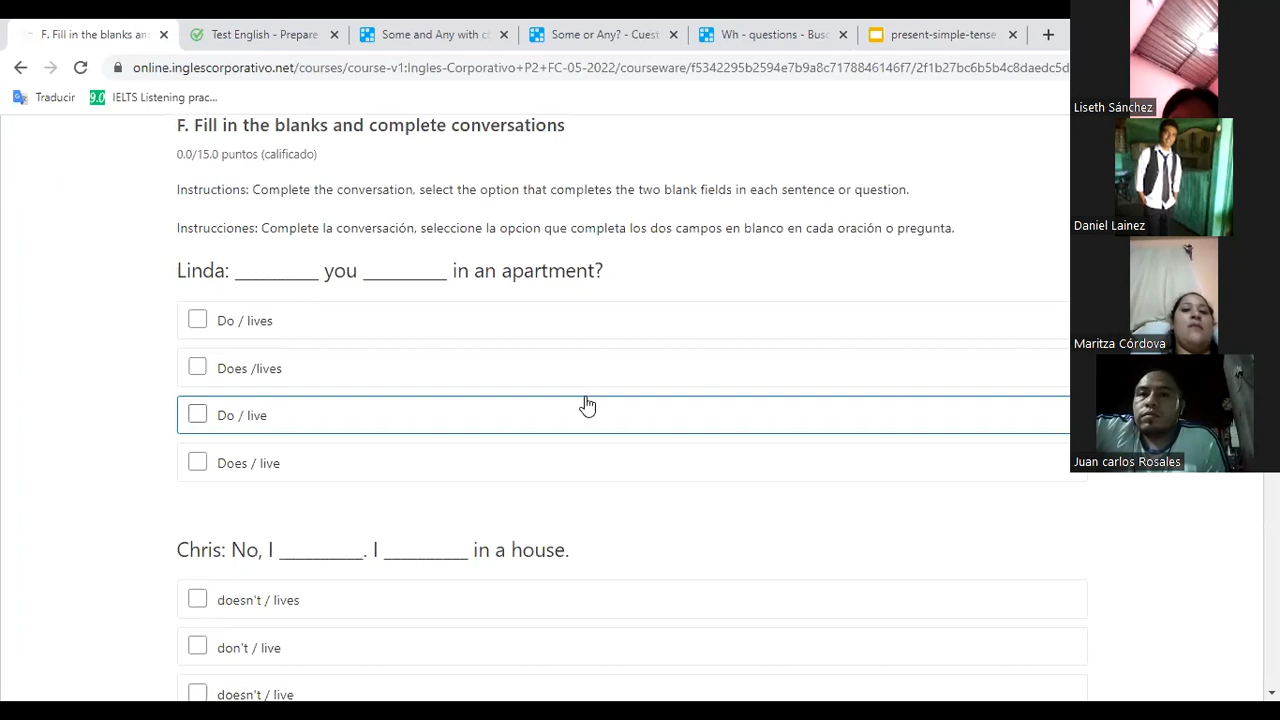 F. Fill in the blanks an
Test English - Prepare
Some and Any with c
Some or Any? - Cuest
Wh - questions - Busc
present-simple-tense
online.inglescorporativo.net/courses/course-v1:Ingles-Corporativo+P2+FC-05-2022/courseware/f5342295b2594e7b9a8c7178846146f7/2f1b27bc6b5b4c8daedc5d
Traducir
9.0 IELTS Listening prac...
Liseth Sánchez
F. Fill in the blanks and complete conversations
0.0/15.0 puntos (calificado)
Instructions: Complete the conversation, select the option that completes the two blank fields in each sentence or question.
Daniel Lainez
Instrucciones: Complete la conversación, seleccione la opcion que completa los dos campos en blanco en cada oración o pregunta.
Linda: __________ you __________ in an apartment?
Do / lives
Maritza Córdova
Does /lives
Do / live
Does / live
Juan carlos Rosales
Chris: No, I __________. I __________ in a house.
doesn't / lives
don't / live
doesn't / live